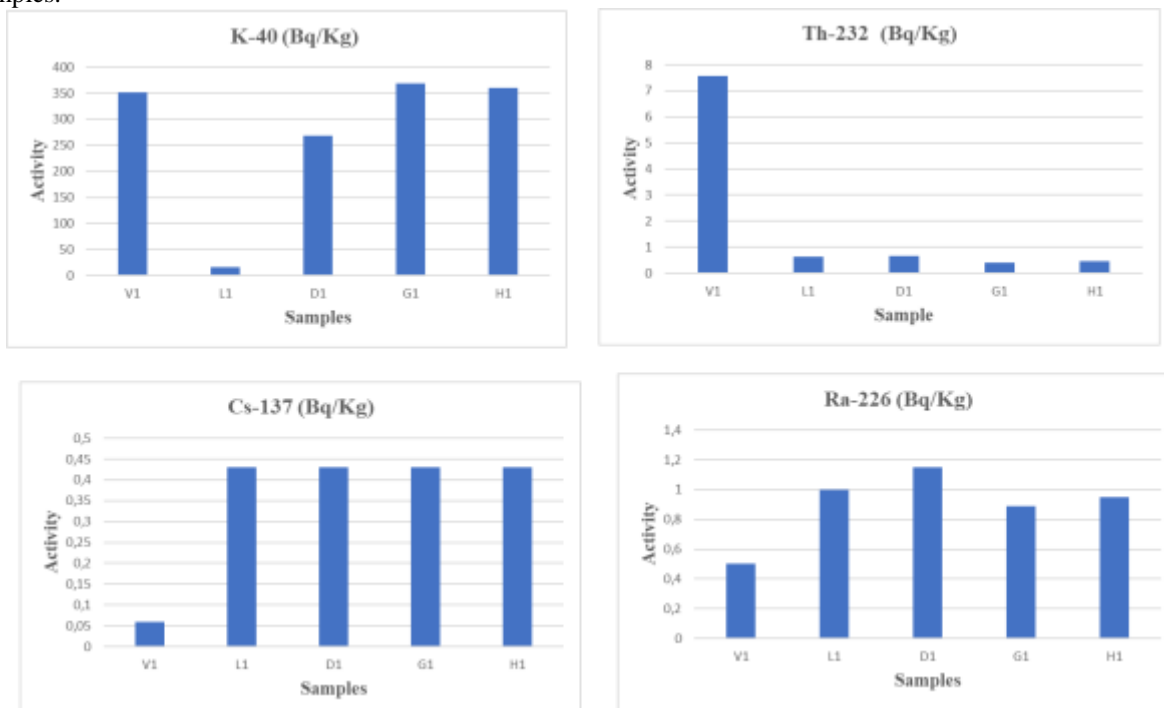 mples.
K-40 (Bq/Kg)
400
350
300
250
200
150
100
50
0
Activity
V1 L1 D1 G1 H1
Samples
Th-232 (Bq/Kg)
8
7
6
5
4
3
2
1
0
Activity
V1 L1 D1 G1 H1
Sample
Cs-137 (Bq/Kg)
0,5
0,45
0,4
0,35
0,3
0,25
0,2
0,15
0,1
0,05
0
Activity
V1 L1 D1 G1 H1
Samples
Ra-226 (Bq/Kg)
1,4
1,2
1
0,8
0,6
0,4
0,2
0
Activity
V1 L1 D1 G1 H1
Samples